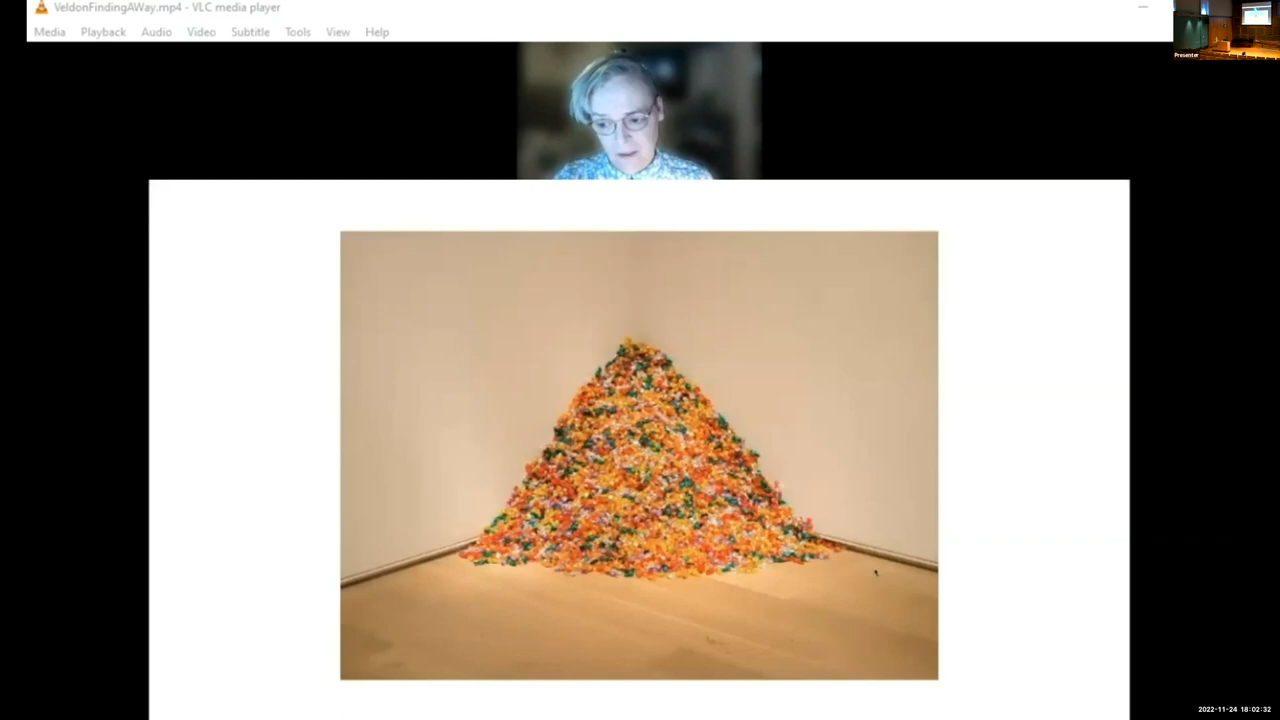 VeldonFindingAWay.mp4 - VLC media player
Media Playback Audio Video Subtitle Tools View Help
Presenter
2022-11-24 18:02:32